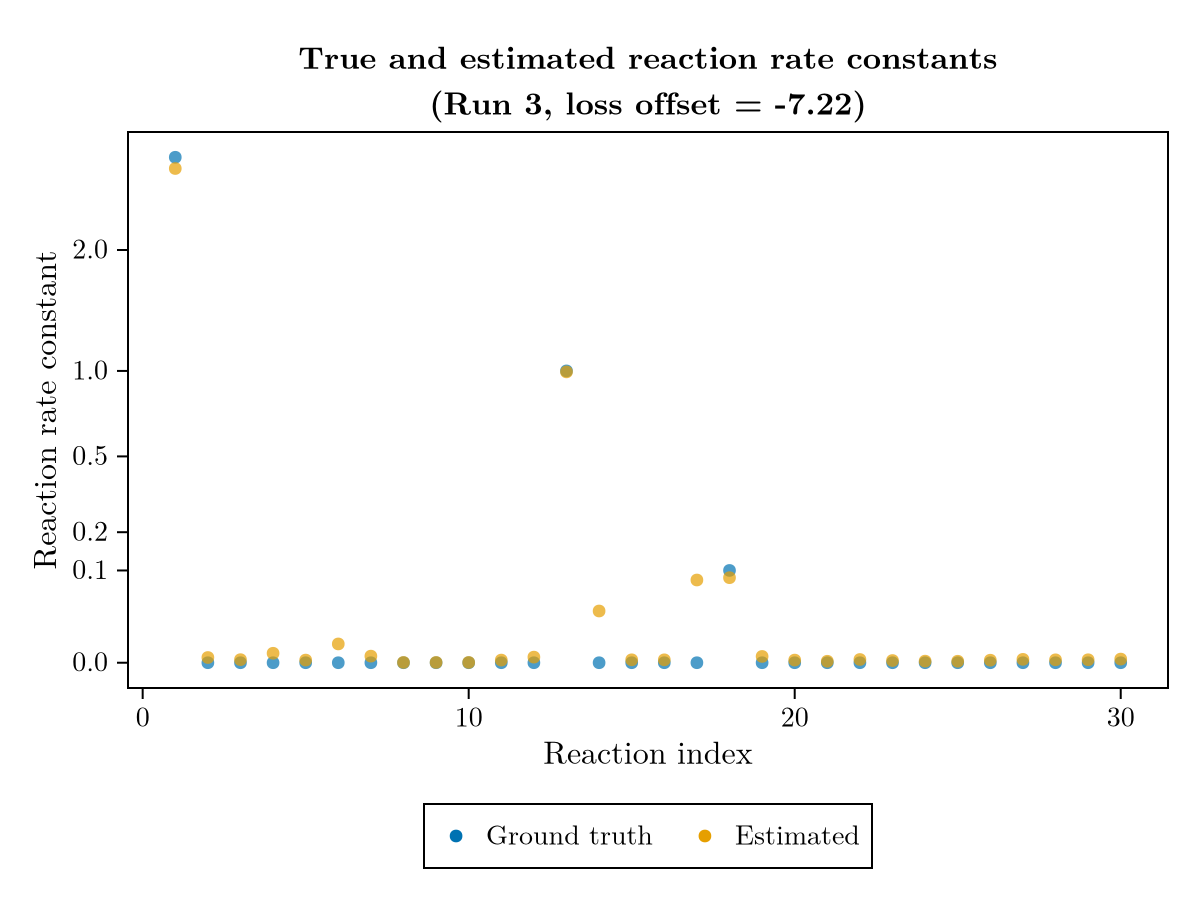 True and estimated reaction rate constants
(Run 3, loss offset = -7.22)
Reaction rate constant
2.0
1.0
0.5
0.2
0.1
0.0
0 10 20 30
Reaction index
Ground truth Estimated